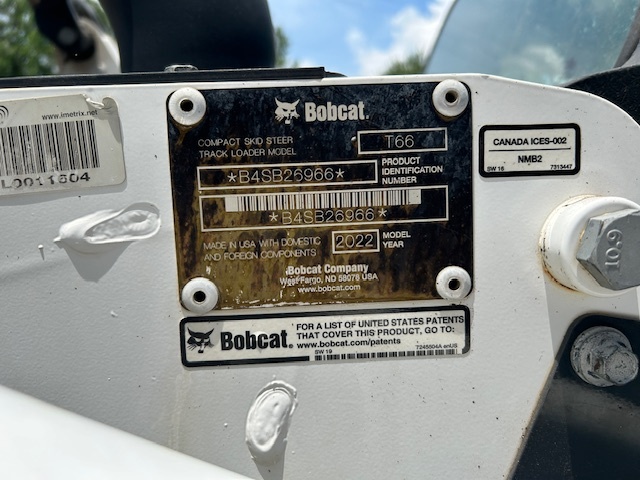 www.imetrix.net
L0011504
Bobcat.
COMPACT SKID STEER
TRACK LOADER MODEL
T66
*B4SB26966*
PRODUCT
IDENTIFICATION
NUMBER
*B4SB26966*
MADE IN USA WITH DOMESTIC
AND FOREIGN COMPONENTS
2022
MODEL
YEAR
Bobcat Company
West Fargo, ND 58078 USA
www.bobcat.com
CANADA ICES-002
NMB2
SW 16 7313447
Bobcat.
FOR A LIST OF UNITED STATES PATENTS
THAT COVER THIS PRODUCT, GO TO:
www.bobcat.com/patents
SW 19
7245504A enUS
10.9